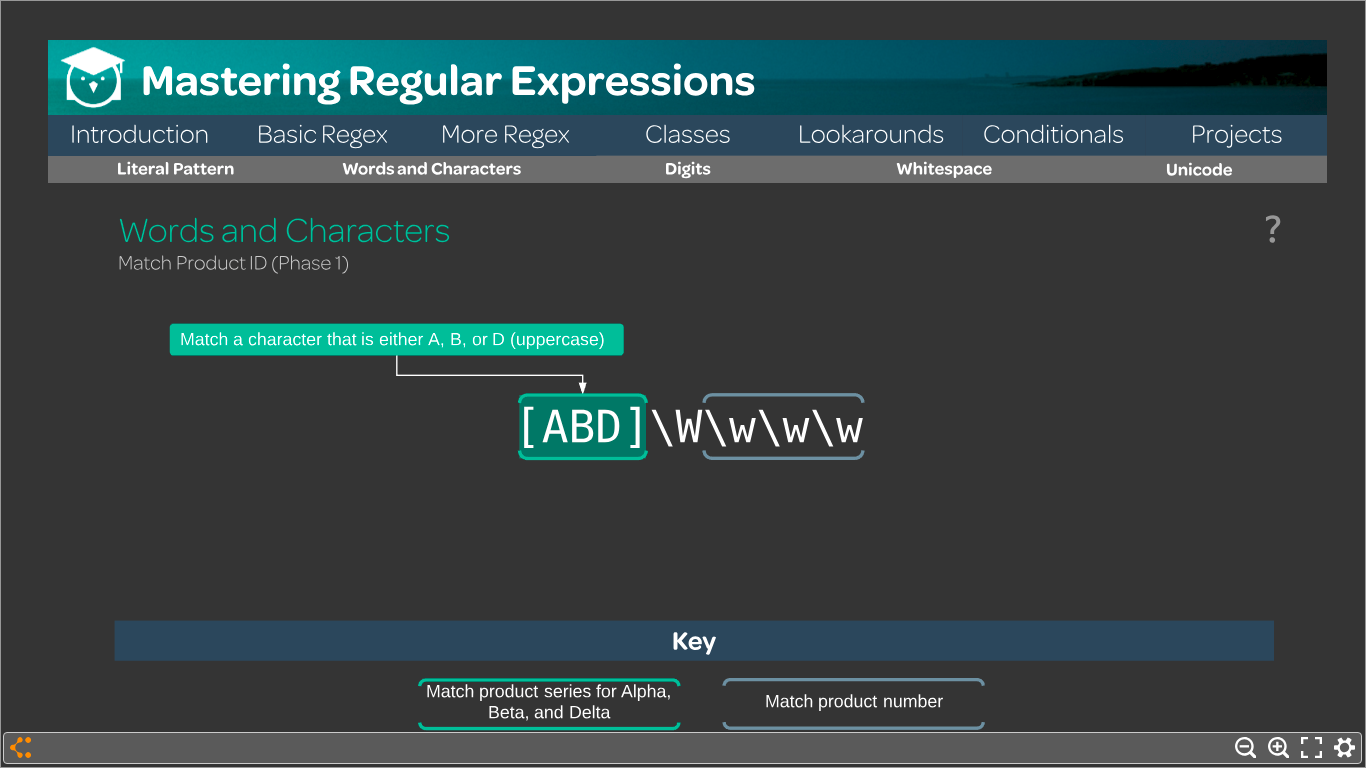 Mastering Regular Expressions
Introduction Basic Regex More Regex Classes Lookarounds Conditionals Projects
Literal Pattern Words and Characters Digits Whitespace Unicode
Words and Characters
?
Match Product ID (Phase 1)
Match a character that is either A, B, or D (uppercase)
[ABD]\W\w\w\w
Key
Match product series for Alpha,
Beta, and Delta
Match product number